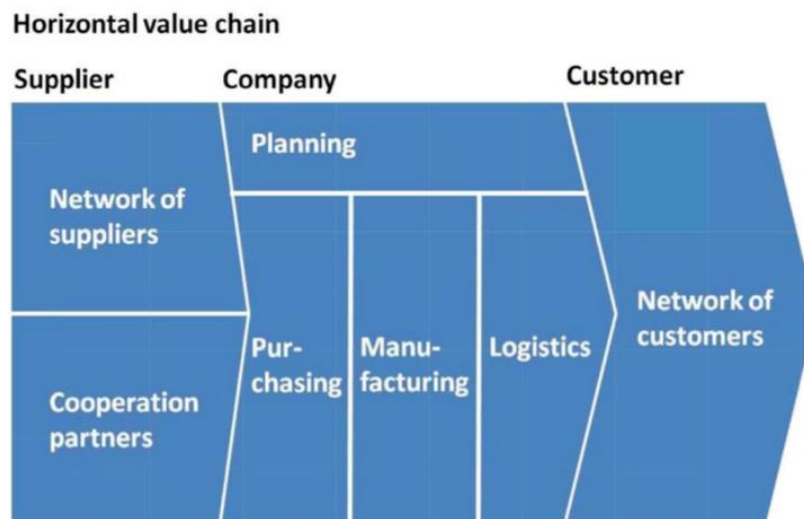 Horizontal value chain
Supplier
Company
Customer
Planning
Network of
suppliers
Cooperation
partners
Pur-
chasing
Manu-
facturing
Logistics
Network of
customers